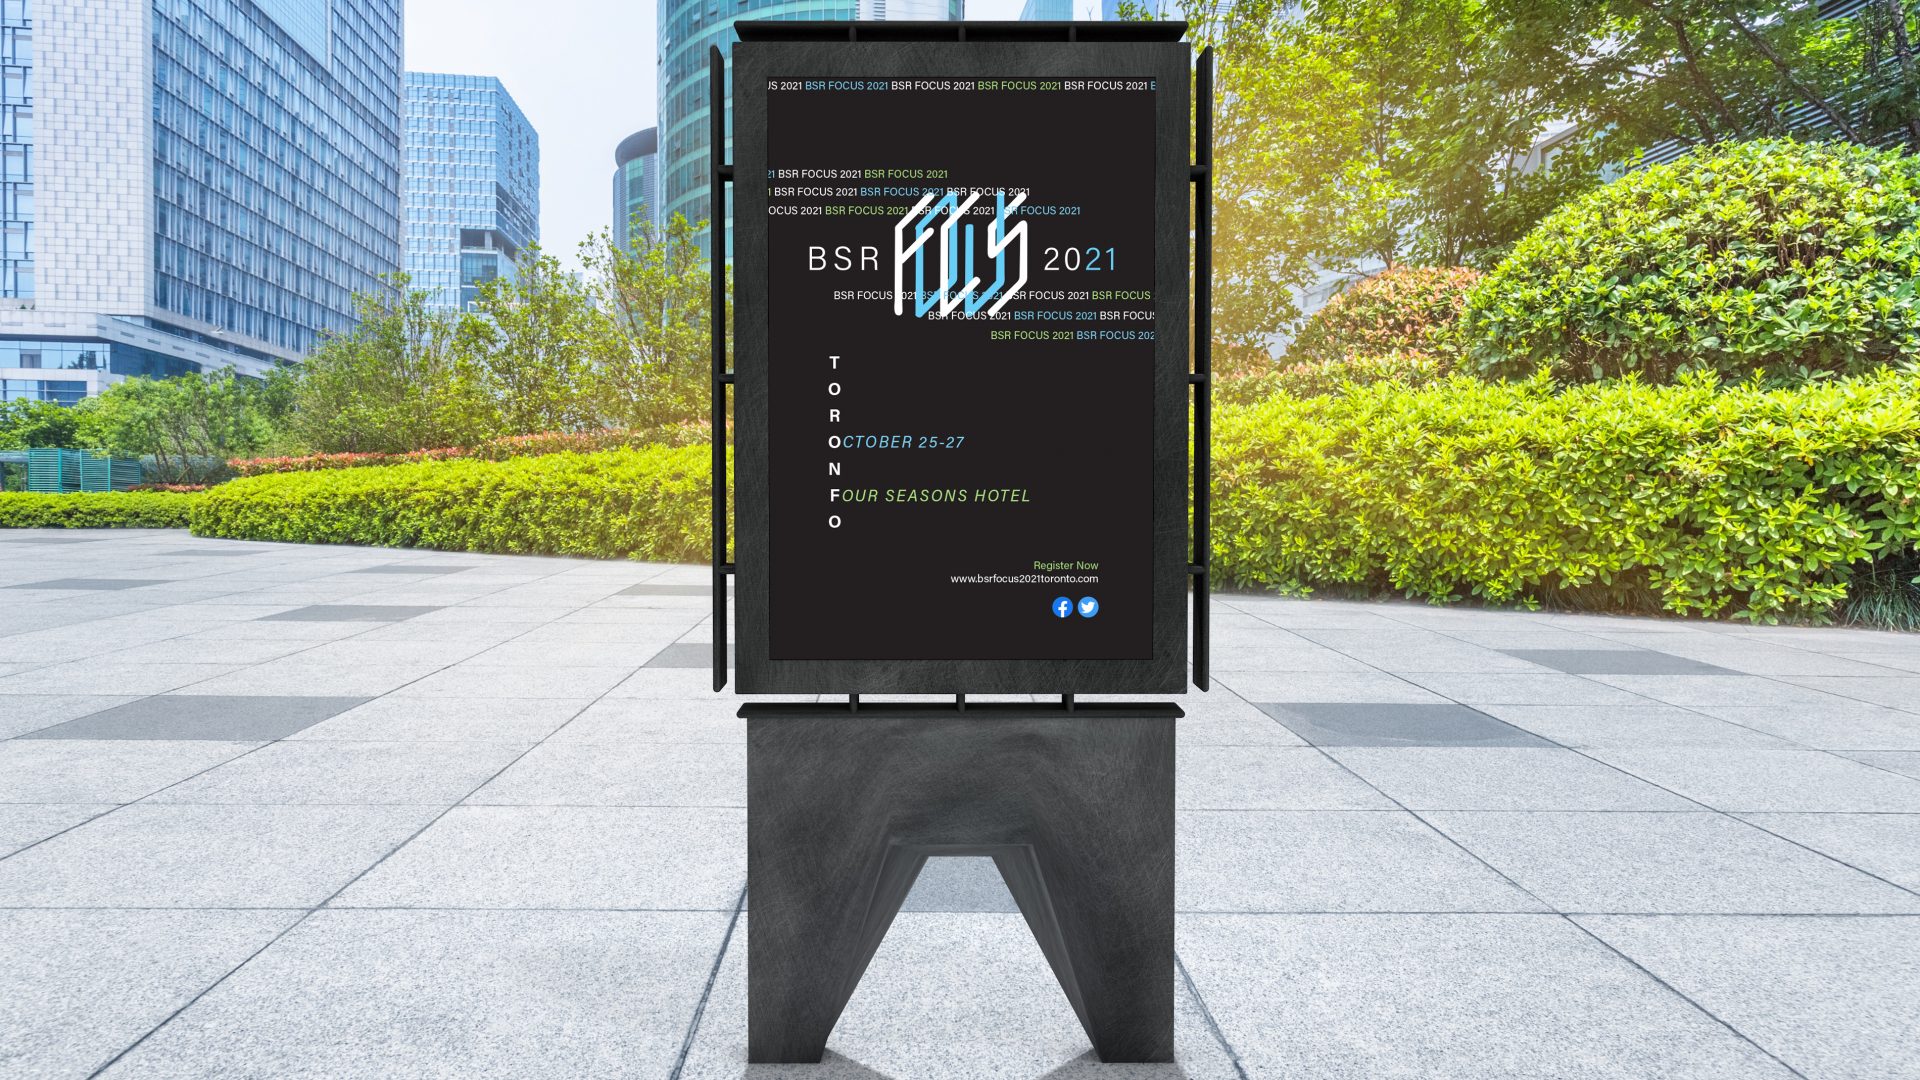 US 2021 BSR FOCUS 2021 BSR FOCUS 2021 BSR FOCUS 2021 BSR FOCUS 2021 B
21 BSR FOCUS 2021 BSR FOCUS 2021
1 BSR FOCUS 2021 BSR FOCUS 2021 BSR FOCUS 2021
OCUS 2021 BSR FOCUS 2021 BSR FOCUS 2021 BSR FOCUS 2021
BSR FOCUS 2021
BSR FOCUS 2021 BSR FOCUS 2021 BSR FOCUS 2021 BSR FOCUS
BSR FOCUS 2021 BSR FOCUS 2021 BSR FOCUS
BSR FOCUS 2021 BSR FOCUS 202
T
O
R
OCTOBER 25-27
N
FOUR SEASONS HOTEL
O
Register Now
www.bsrfocus2021toronto.com